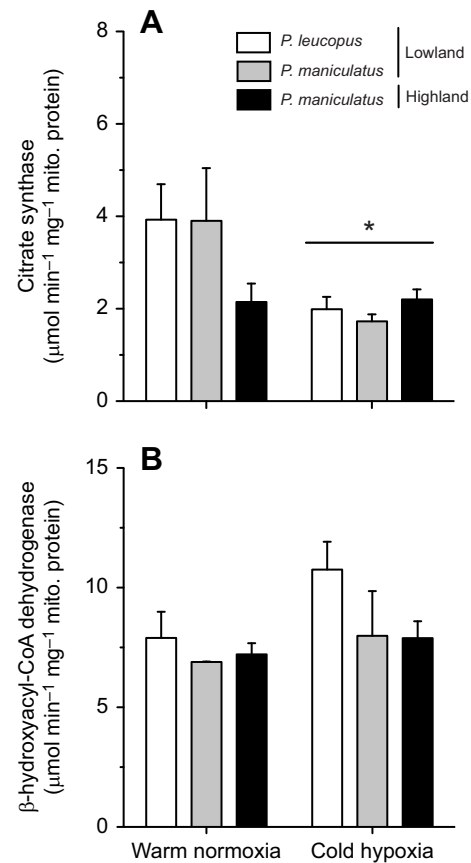 A
8
6
4
2
0
Citrate synthase
(μmol min⁻¹ mg⁻¹ mito. protein)
P. leucopus
P. maniculatus
Lowland
P. maniculatus
Highland
*
B
15
10
5
0
β-hydroxyacyl-CoA dehydrogenase
(μmol min⁻¹ mg⁻¹ mito. protein)
Warm normoxia
Cold hypoxia